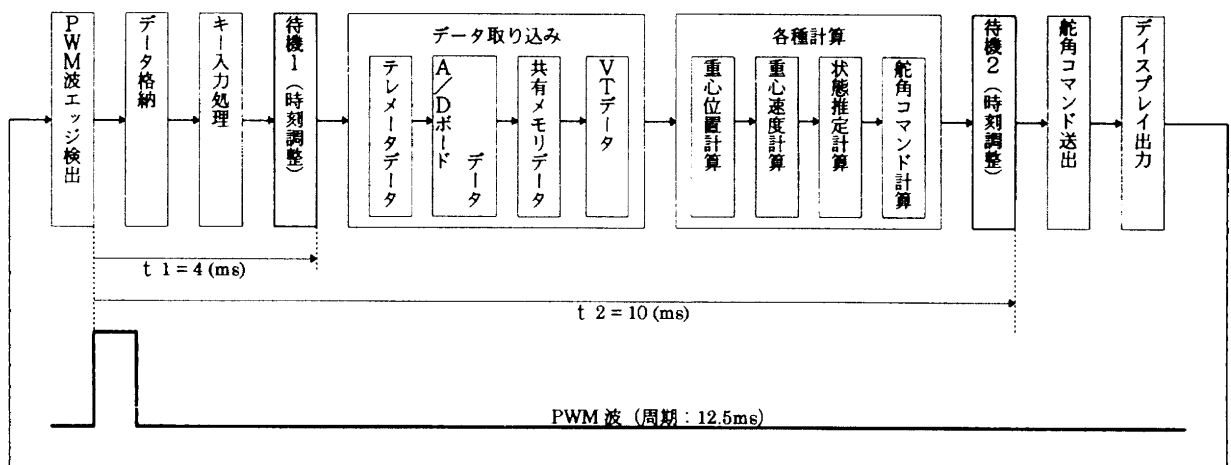 PWM波エッジ検出
データ格納
キー入力処理
待機1（時刻調整）
データ取り込み
テレメータデータ
A／Dボード
データ
共有メモリデータ
VTデータ
各種計算
重心位置計算
重心速度計算
状態推定計算
舵角コマンド計算
待機2（時刻調整）
舵角コマンド送出
デイスプレイ出力
t 1 = 4 (ms)
t 2 = 10 (ms)
PWM 波（周期：12.5ms）